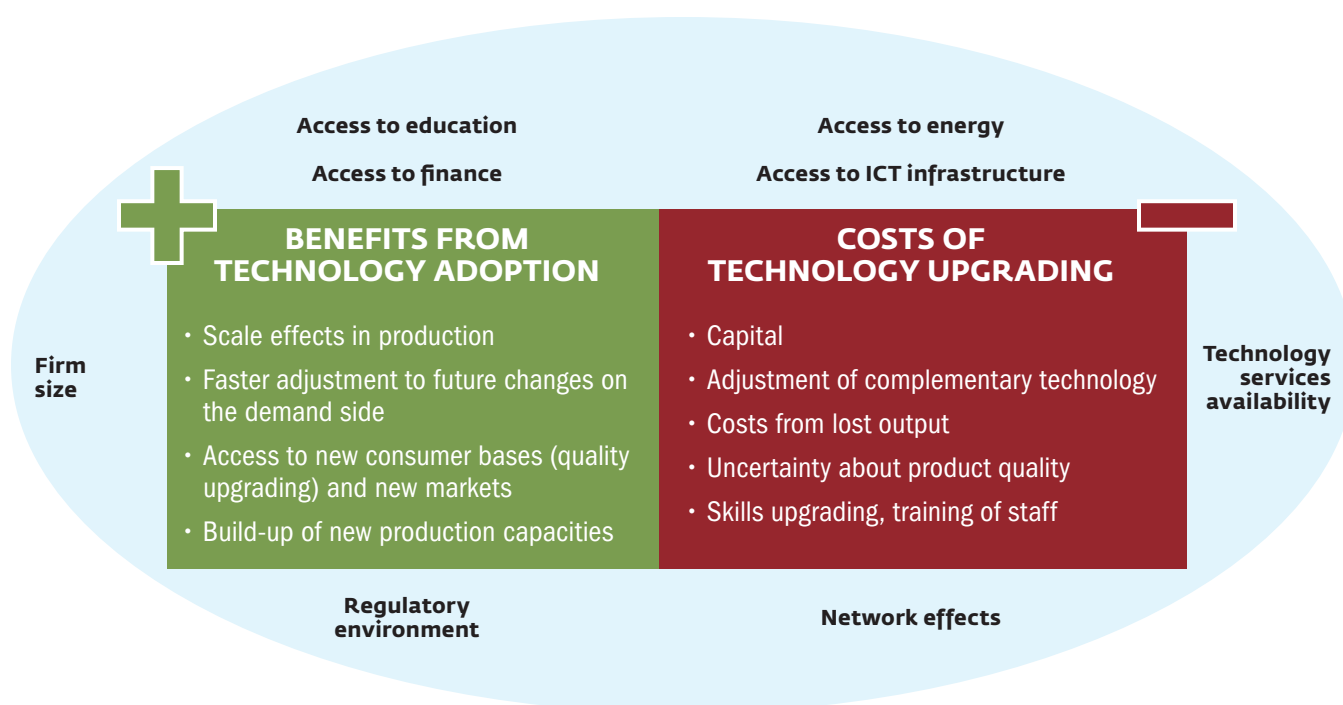 Access to education
Access to energy
Access to finance
Access to ICT infrastructure
BENEFITS FROM
TECHNOLOGY ADOPTION
• Scale effects in production
• Faster adjustment to future changes on
the demand side
• Access to new consumer bases (quality
upgrading) and new markets
• Build-up of new production capacities
COSTS OF
TECHNOLOGY UPGRADING
• Capital
• Adjustment of complementary technology
• Costs from lost output
• Uncertainty about product quality
• Skills upgrading, training of staff
Firm
size
Technology
services
availability
Regulatory
environment
Network effects